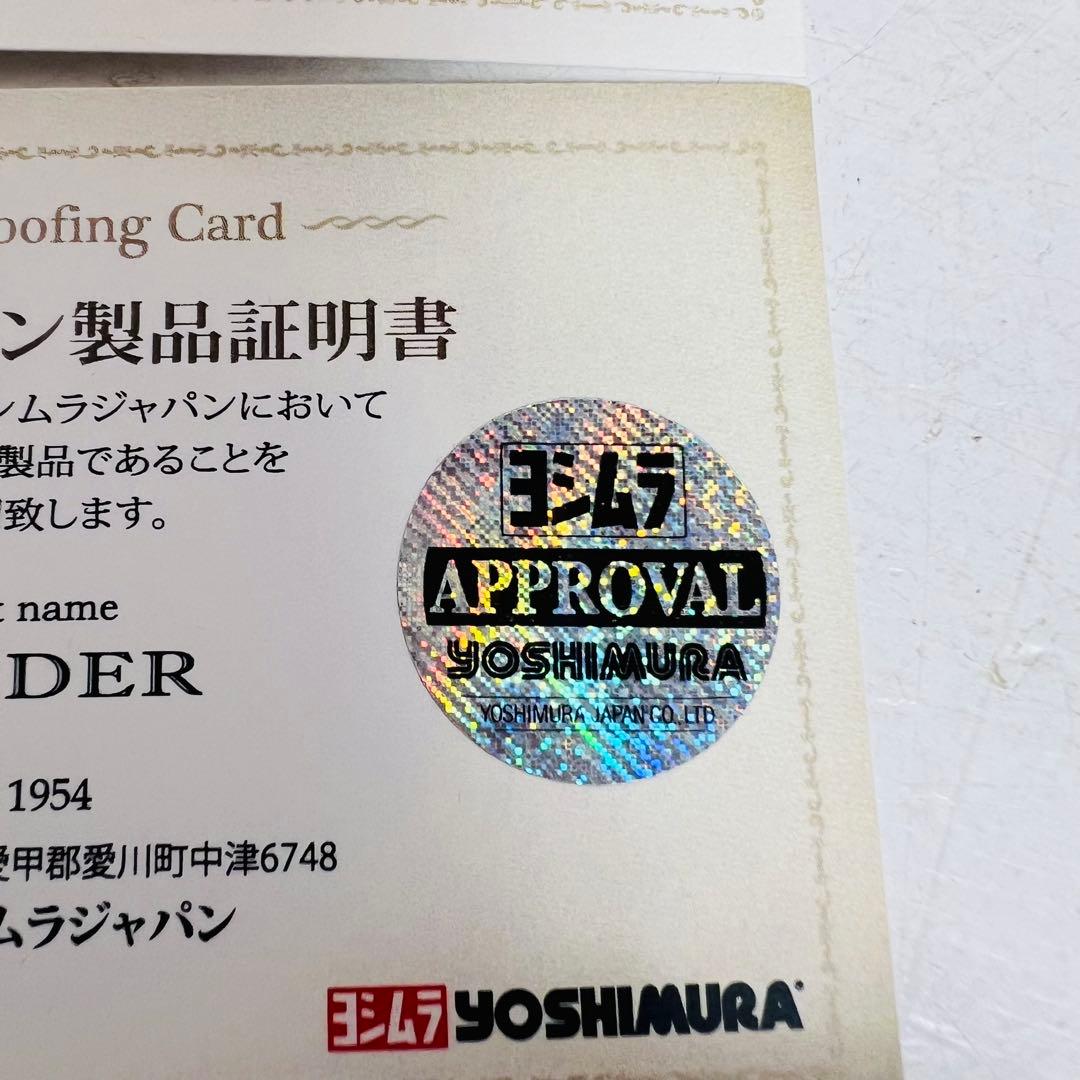 oofing Card
ン製品証明書
シムラジャパンにおいて
製品であることを
致します。
name
DER
1954
愛甲郡愛川町中津6748
ムラジャパン
ヨシムラ
APPROVAL
YOSHIMURA
YOSHIMURA JAPAN CO. LTD
ヨシムラ YOSHIMURA